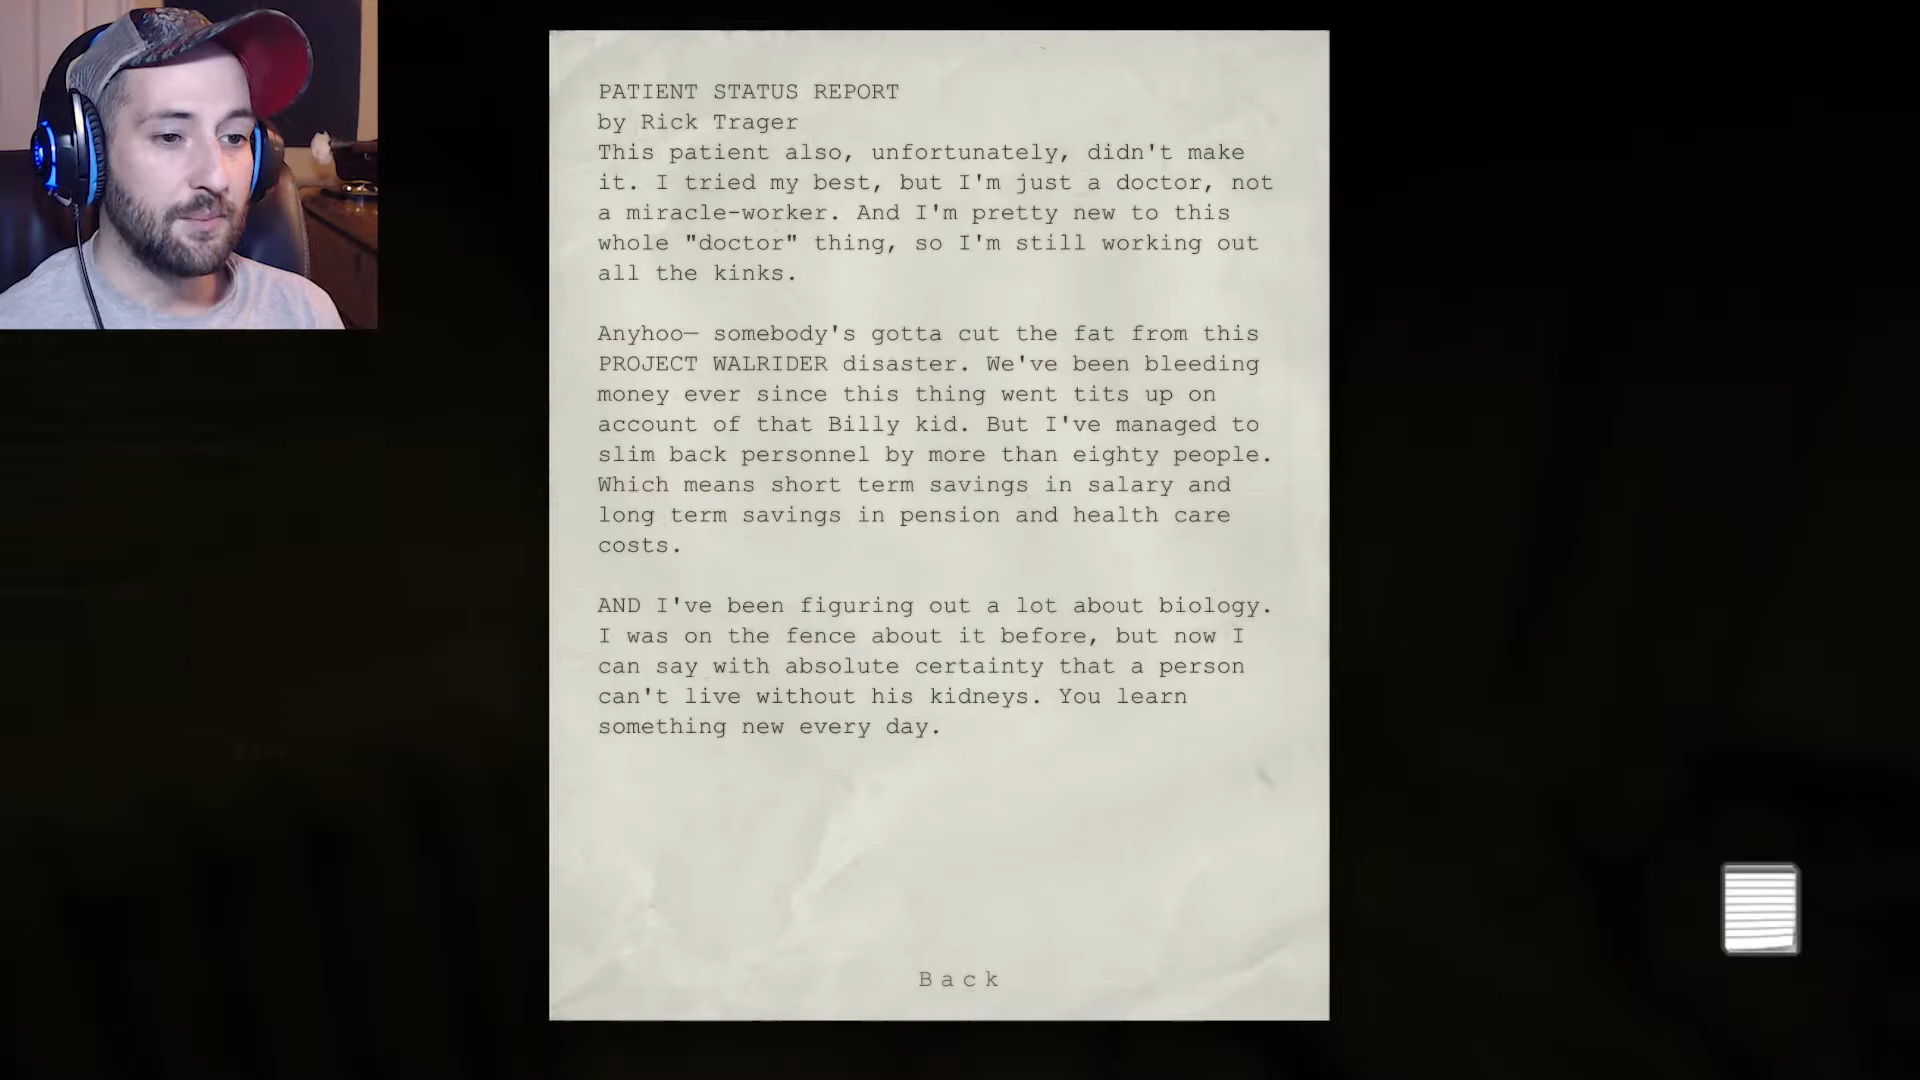 PATIENT STATUS REPORT
by Rick Trager
This patient also, unfortunately, didn't make
it. I tried my best, but I'm just a doctor, not
a miracle-worker. And I'm pretty new to this
whole "doctor" thing, so I'm still working out
all the kinks.
Anyhoo— somebody's gotta cut the fat from this
PROJECT WALRIDER disaster. We've been bleeding
money ever since this thing went tits up on
account of that Billy kid. But I've managed to
slim back personnel by more than eighty people.
Which means short term savings in salary and
long term savings in pension and health care
costs.
AND I've been figuring out a lot about biology.
I was on the fence about it before, but now I
can say with absolute certainty that a person
can't live without his kidneys. You learn
something new every day.
Back